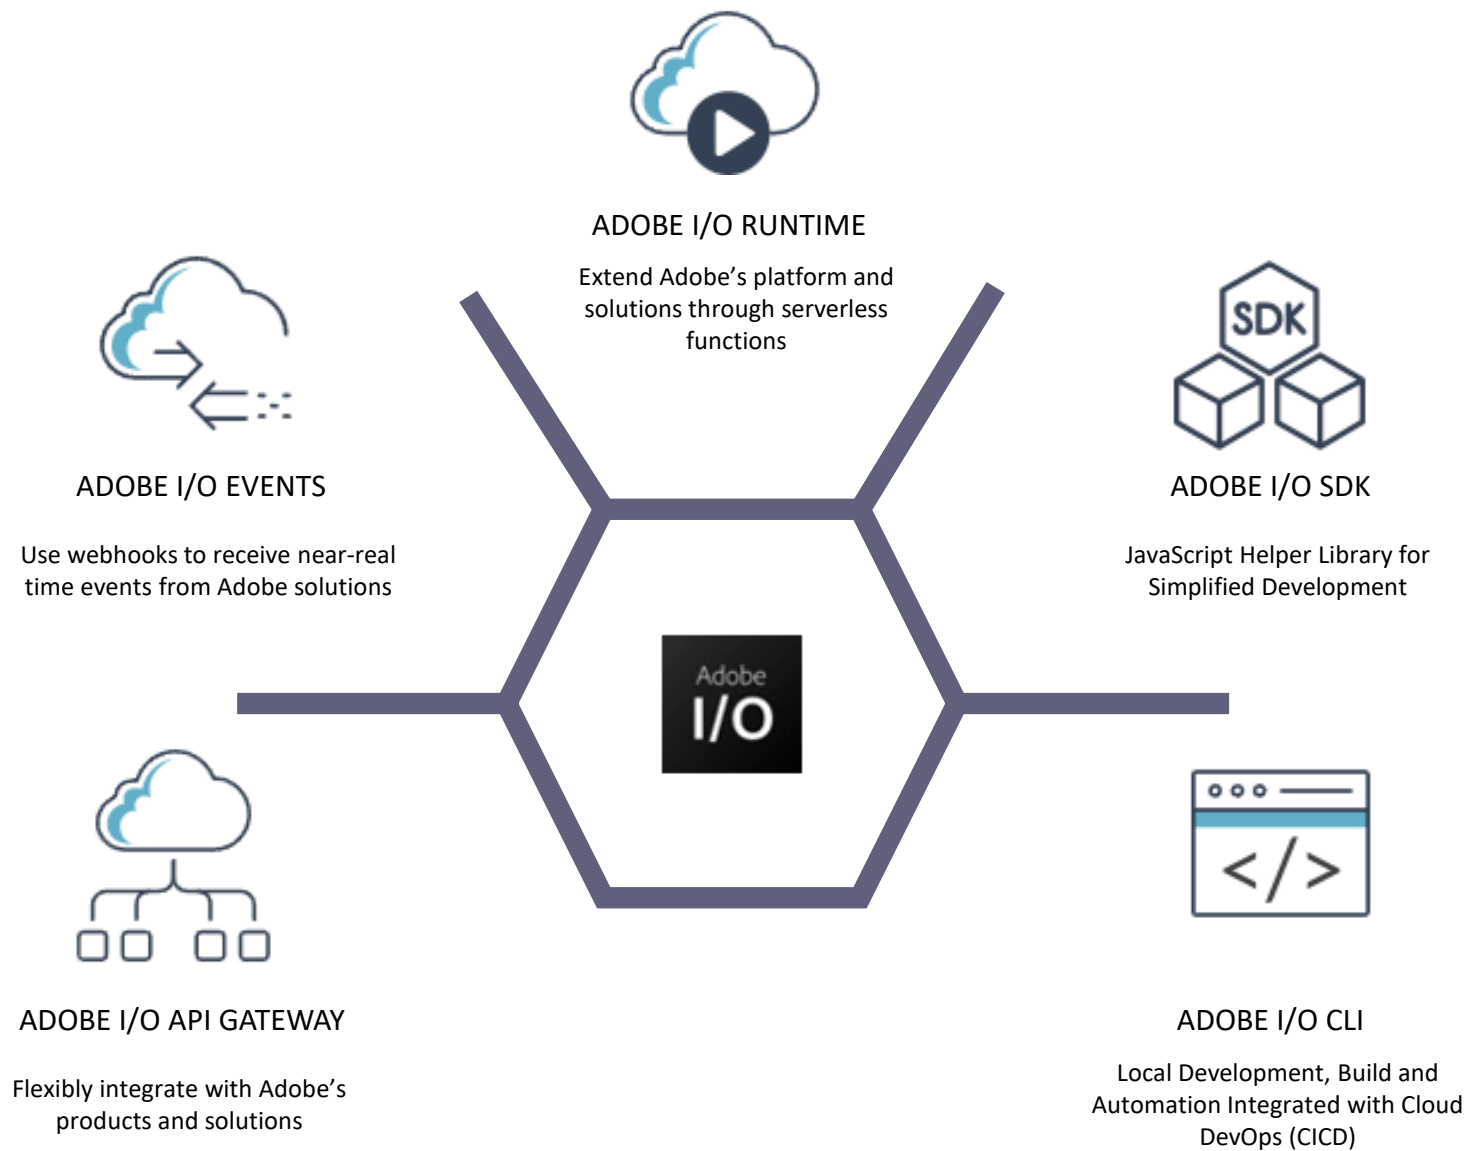 ADOBE I/O RUNTIME
Extend Adobe’s platform and
solutions through serverless
functions
ADOBE I/O EVENTS
Use webhooks to receive near-real
time events from Adobe solutions
SDK
ADOBE I/O SDK
JavaScript Helper Library for
Simplified Development
Adobe
I/O
ADOBE I/O API GATEWAY
Flexibly integrate with Adobe’s
products and solutions
</>
ADOBE I/O CLI
Local Development, Build and
Automation Integrated with Cloud
DevOps (CICD)